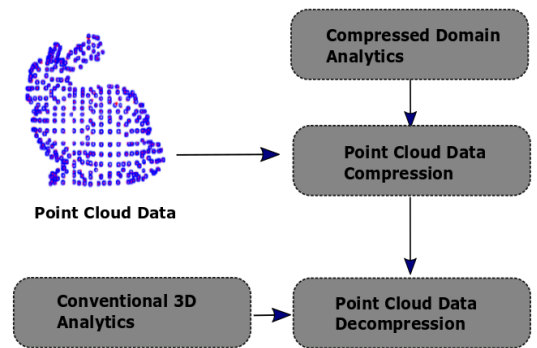 Compressed Domain
Analytics
Point Cloud Data
Compression
Point Cloud Data
Conventional 3D
Analytics
Point Cloud Data
Decompression